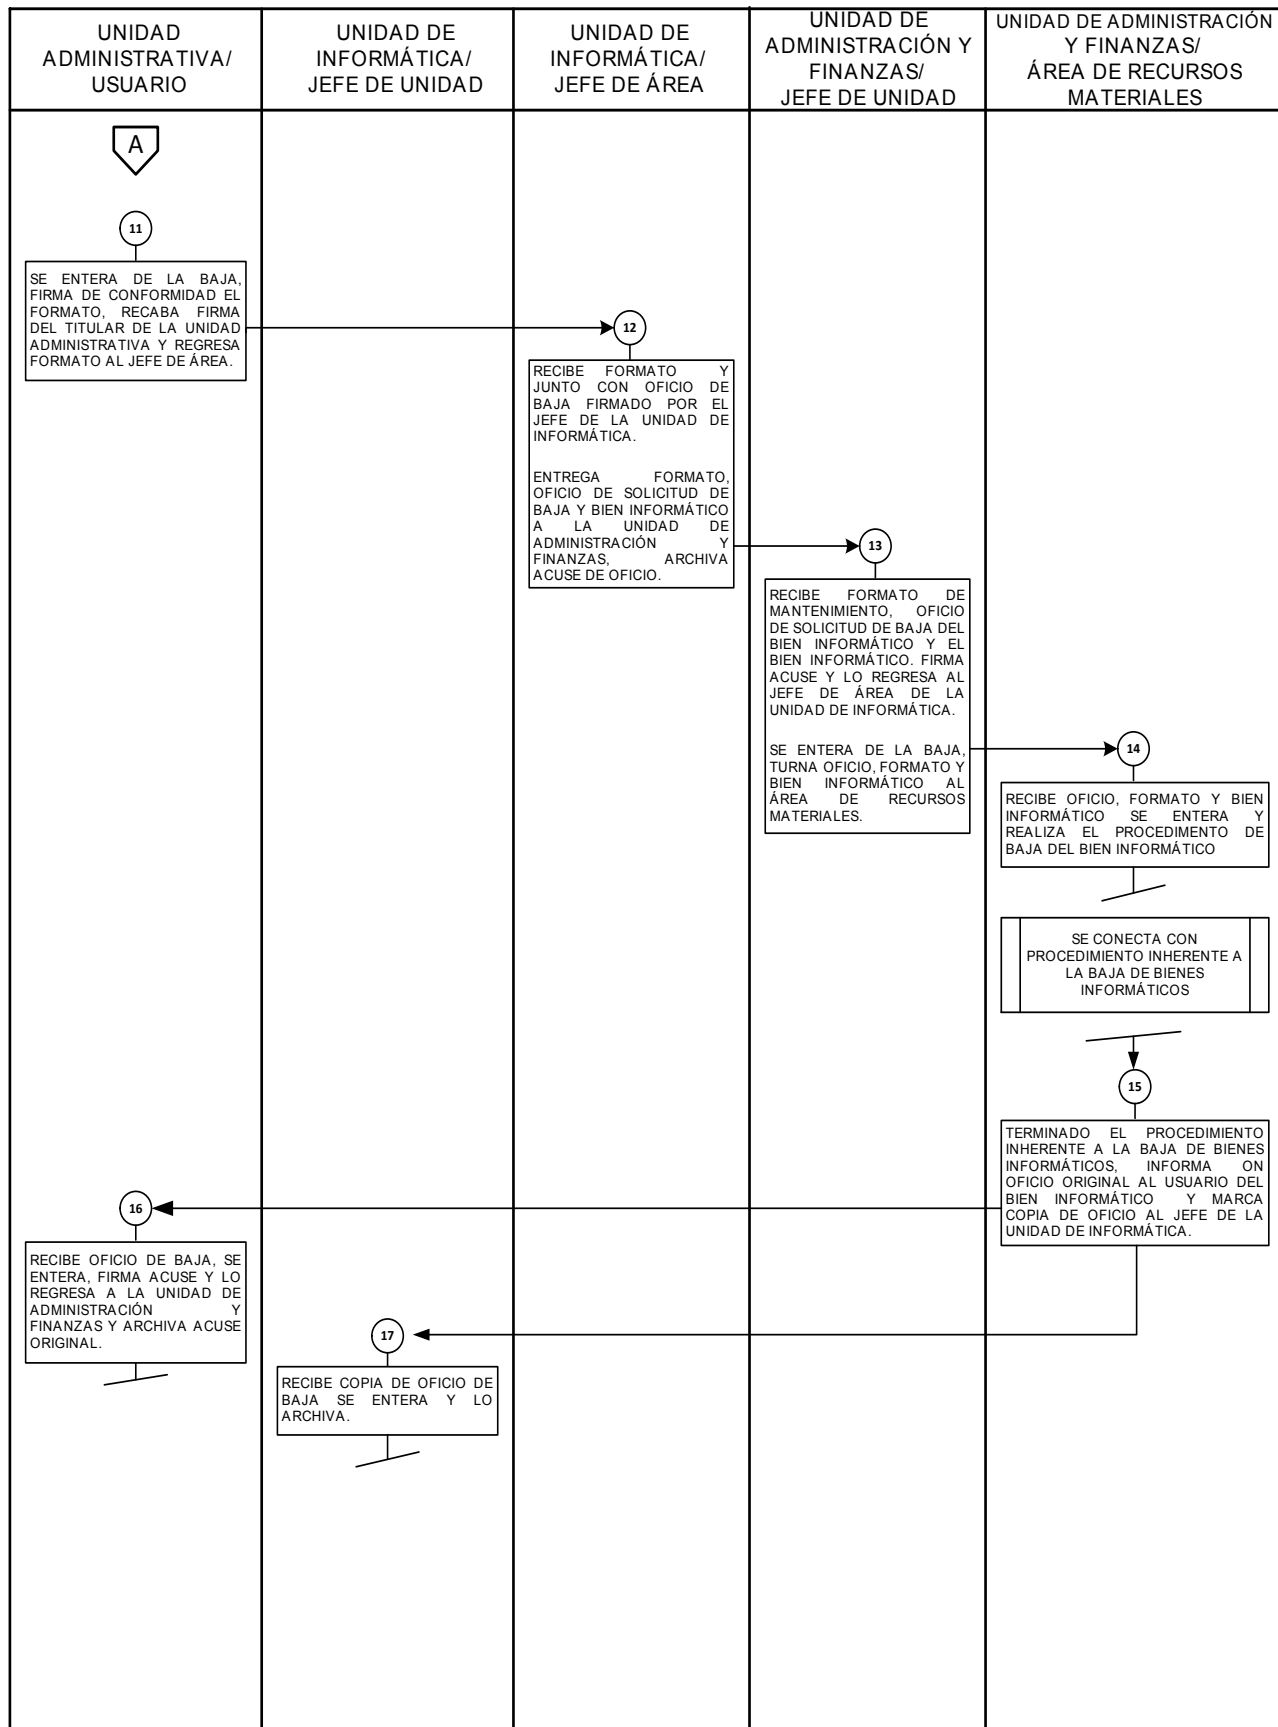 UNIDAD
ADMINISTRATIVA/
USUARIO
UNIDAD DE
INFORMÁTICA/
JEFE DE UNIDAD
UNIDAD DE
INFORMÁTICA/
JEFE DE ÁREA
UNIDAD DE
ADMINISTRACIÓN Y
FINANZAS/
JEFE DE UNIDAD
UNIDAD DE ADMINISTRACIÓN
Y FINANZAS/
ÁREA DE RECURSOS
MATERIALES
A
11
SE ENTERA DE LA BAJA,
FIRMA DE CONFORMIDAD EL
FORMATO, RECABA FIRMA
DEL TITULAR DE LA UNIDAD
ADMINISTRATIVA Y REGRESA
FORMATO AL JEFE DE ÁREA.
12
RECIBE FORMATO Y
JUNTO CON OFICIO DE
BAJA FIRMADO POR EL
JEFE DE LA UNIDAD DE
INFORMÁTICA.
ENTREGA FORMATO,
OFICIO DE SOLICITUD DE
BAJA Y BIEN INFORMÁTICO
A LA UNIDAD DE
ADMINISTRACIÓN Y
FINANZAS, ARCHIVA
ACUSE DE OFICIO.
13
RECIBE FORMATO DE
MANTENIMIENTO, OFICIO
DE SOLICITUD DE BAJA DEL
BIEN INFORMÁTICO Y EL
BIEN INFORMÁTICO. FIRMA
ACUSE Y LO REGRESA AL
JEFE DE ÁREA DE LA
UNIDAD DE INFORMÁTICA.
SE ENTERA DE LA BAJA,
TURNA OFICIO, FORMATO Y
BIEN INFORMÁTICO AL
ÁREA DE RECURSOS
MATERIALES.
14
RECIBE OFICIO, FORMATO Y BIEN
INFORMÁTICO SE ENTERA Y
REALIZA EL PROCEDIMENTO DE
BAJA DEL BIEN INFORMÁTICO
SE CONECTA CON
PROCEDIMIENTO INHERENTE A
LA BAJA DE BIENES
INFORMÁTICOS
15
TERMINADO EL PROCEDIMIENTO
INHERENTE A LA BAJA DE BIENES
INFORMÁTICOS, INFORMA ON
OFICIO ORIGINAL AL USUARIO DEL
BIEN INFORMÁTICO Y MARCA
COPIA DE OFICIO AL JEFE DE LA
UNIDAD DE INFORMÁTICA.
16
RECIBE OFICIO DE BAJA, SE
ENTERA, FIRMA ACUSE Y LO
REGRESA A LA UNIDAD DE
ADMINISTRACIÓN Y
FINANZAS Y ARCHIVA ACUSE
ORIGINAL.
17
RECIBE COPIA DE OFICIO DE
BAJA SE ENTERA Y LO
ARCHIVA.